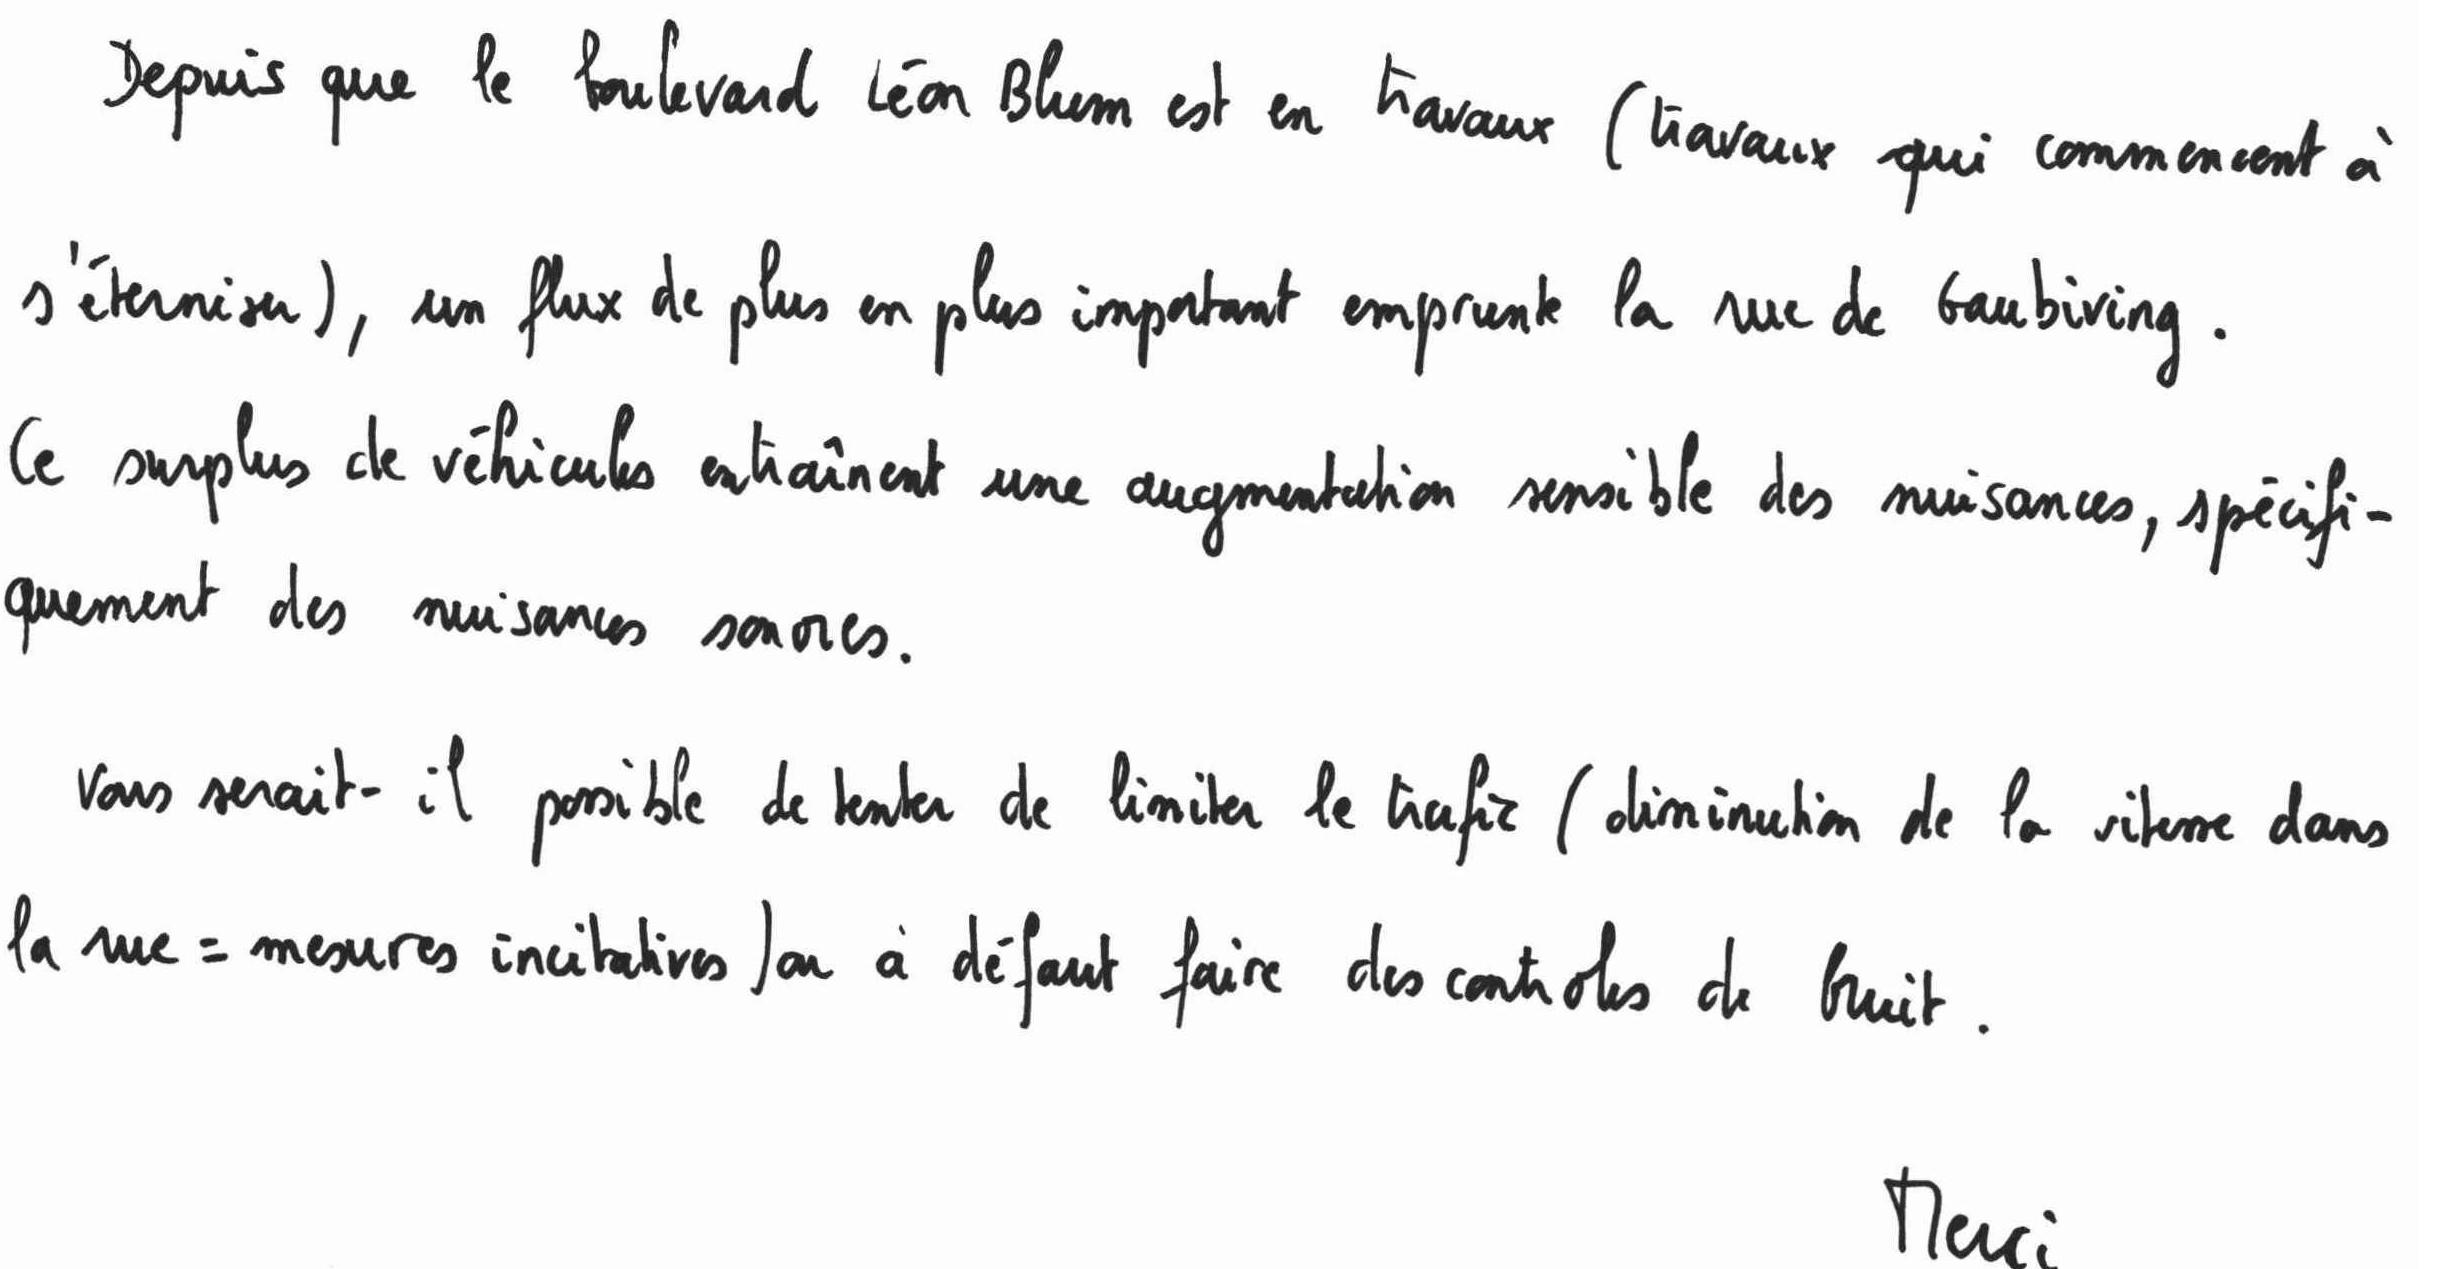 Depuis que le boulevard Léon Blum est en travaux (travaux qui commencent à
s'éterniser), un flux de plus en plus important emprunte la rue de Gaubiving.
Ce surplus de véhicules entraînent une augmentation sensible des nuisances, spécifi-
quement des nuisances sonores.
Vous serait-il possible de tenter de limiter le trafic (diminution de la vitesse dans
la rue = mesures incitatives) ou à défaut faire des controles de bruit.
Merci